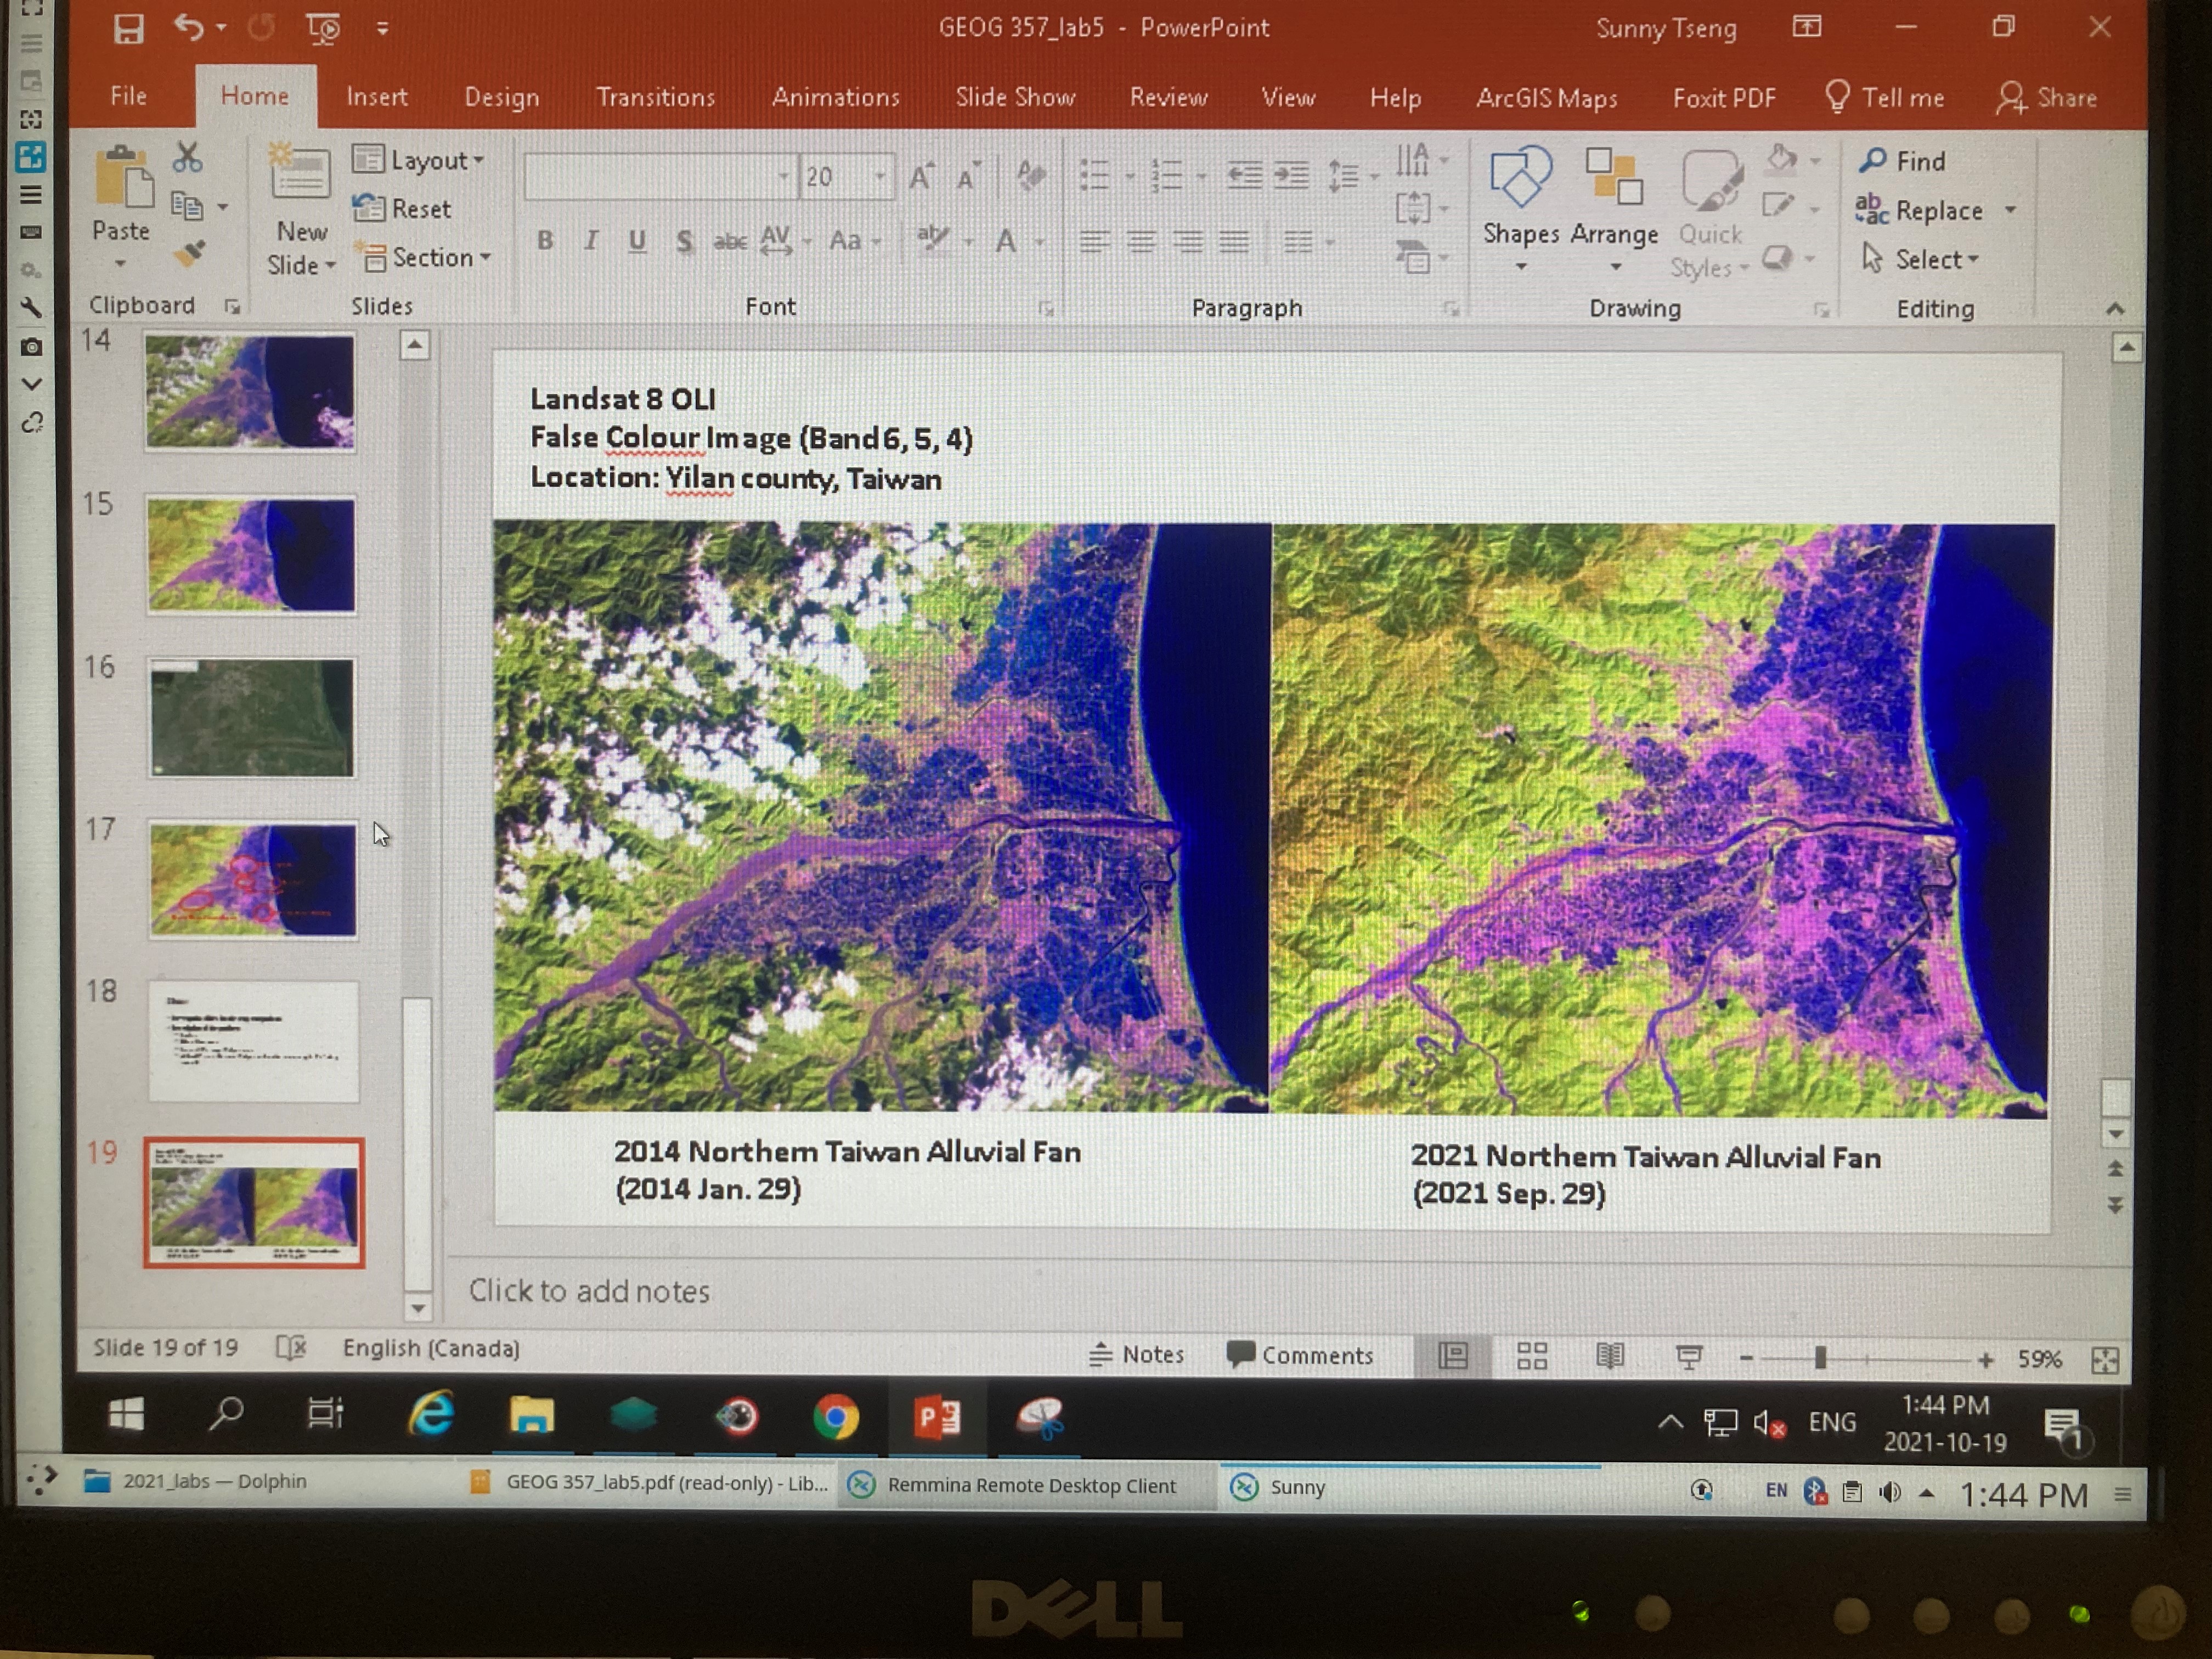 GEOG 357_lab5 - PowerPoint
Sunny Tseng
File Home Insert Design Transitions Animations Slide Show Review View Help ArcGIS Maps Foxit PDF Tell me Share
Paste
New Slide
Layout
Reset
Section
20
B I U S abc AV Aa aby A
Shapes Arrange Quick Styles
Find
Replace
Select
Clipboard Slides Font Paragraph Drawing Editing
14
15
16
17
18
19
Landsat 8 OLI
False Colour Image (Band 6, 5, 4)
Location: Yilan county, Taiwan
2014 Northern Taiwan Alluvial Fan
(2014 Jan. 29)
2021 Northern Taiwan Alluvial Fan
(2021 Sep. 29)
Click to add notes
Slide 19 of 19 English (Canada) Notes Comments 59%
ENG 1:44 PM
2021-10-19
1
2021_labs — Dolphin GEOG 357_lab5.pdf (read-only) - Lib... Remmina Remote Desktop Client Sunny EN 1:44 PM
DELL